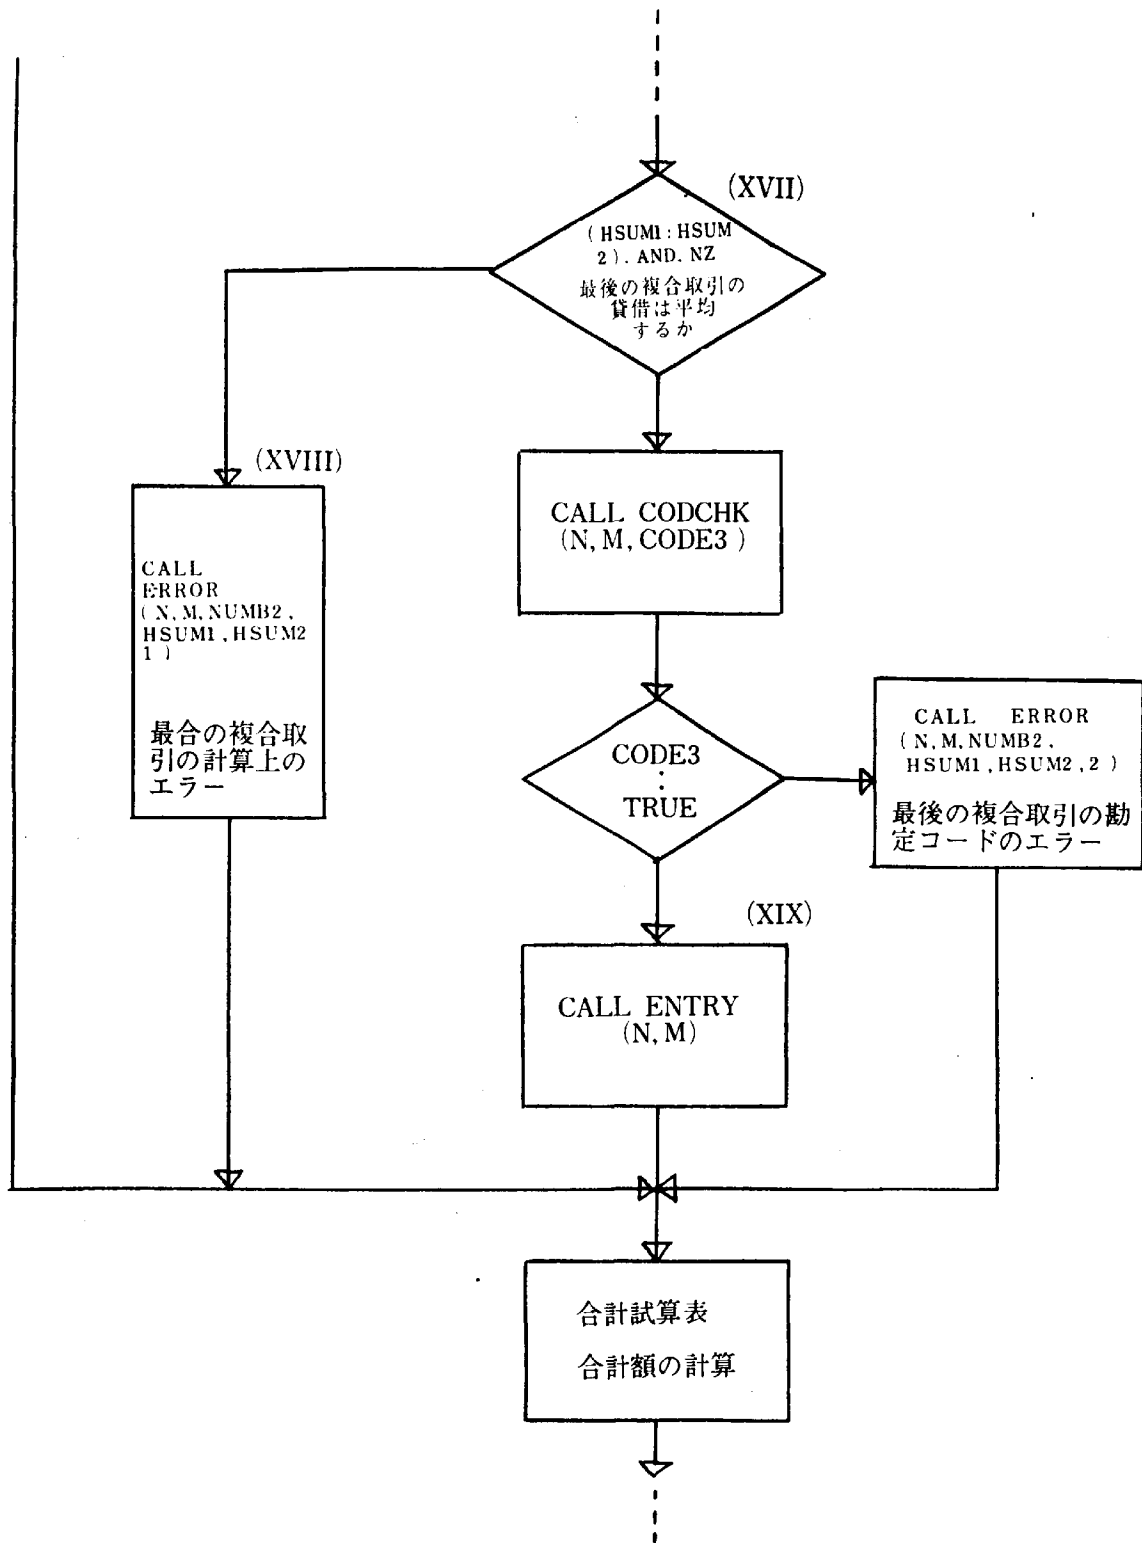 (XVII)
(HSUM1:HSUM
2).AND.NZ
最後の複合取引の
貸借は平均
するか
(XVIII)
CALL
ERROR
(N,M,NUMB2,
HSUM1,HSUM2
1)
最合の複合取
引の計算上の
エラー
CALL CODCHK
(N,M,CODE3)
CODE3
:
TRUE
CALL ERROR
(N,M,NUMB2,
HSUM1,HSUM2,2)
最後の複合取引の勘
定コードのエラー
(XIX)
CALL ENTRY
(N,M)
合計試算表
合計額の計算